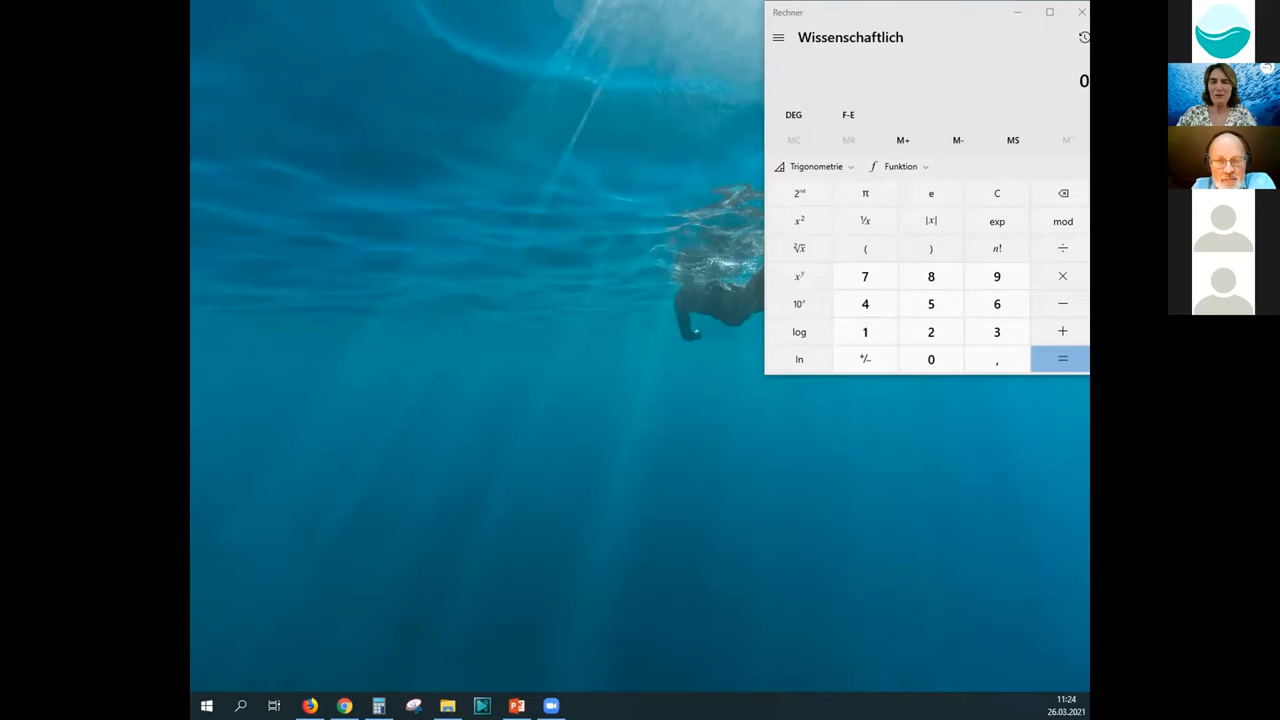 Rechner
Wissenschaftlich
0
DEG F-E
MC MR M+ M- MS M˅
Trigonometrie f Funktion
2ⁿᵈ π e C
x² ¹/x |x| exp mod
²√x ( ) n! ÷
xʸ 7 8 9 ×
10ˣ 4 5 6 −
log 1 2 3 +
ln +/− 0 , =
11:24
26.03.2021